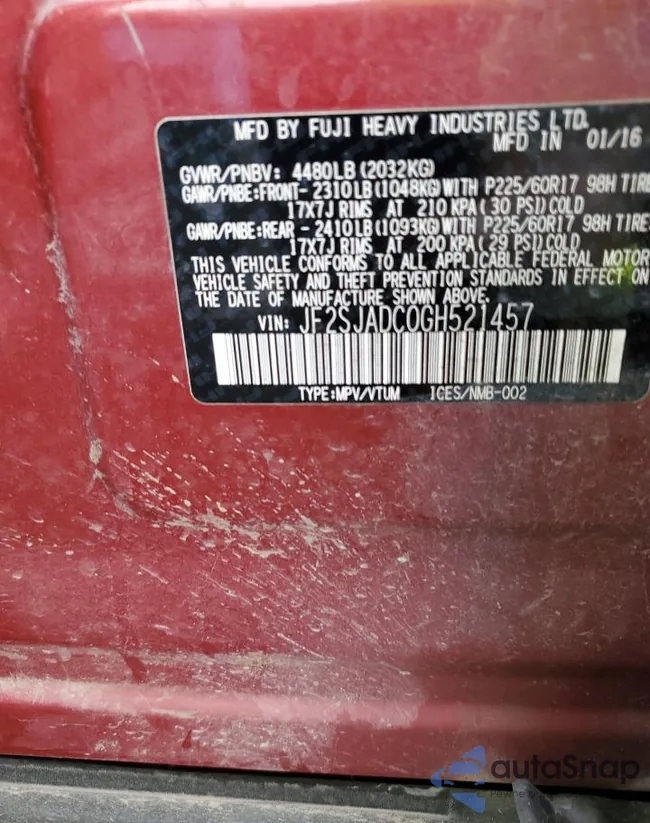 MFD BY FUJI HEAVY INDUSTRIES LTD.
MFD IN 01/16
GVWR/PNBV: 4480LB (2032KG)
GAWR/PNBE:FRONT- 2310LB (1048KG) WITH P225/60R17 98H TIRE
17X7J RIMS AT 210 KPA ( 30 PSI) COLD
GAWR/PNBE:REAR - 2410LB (1093KG) WITH P225/60R17 98H TIRE
17X7J RIMS AT 200 KPA ( 29 PSI) COLD
THIS VEHICLE CONFORMS TO ALL APPLICABLE FEDERAL MOTOR
VEHICLE SAFETY AND THEFT PREVENTION STANDARDS IN EFFECT ON
THE DATE OF MANUFACTURE SHOWN ABOVE.
VIN: JF2SJADC0GH521457
TYPE:MPV/VTUM ICES/NMB-002
autaSnap